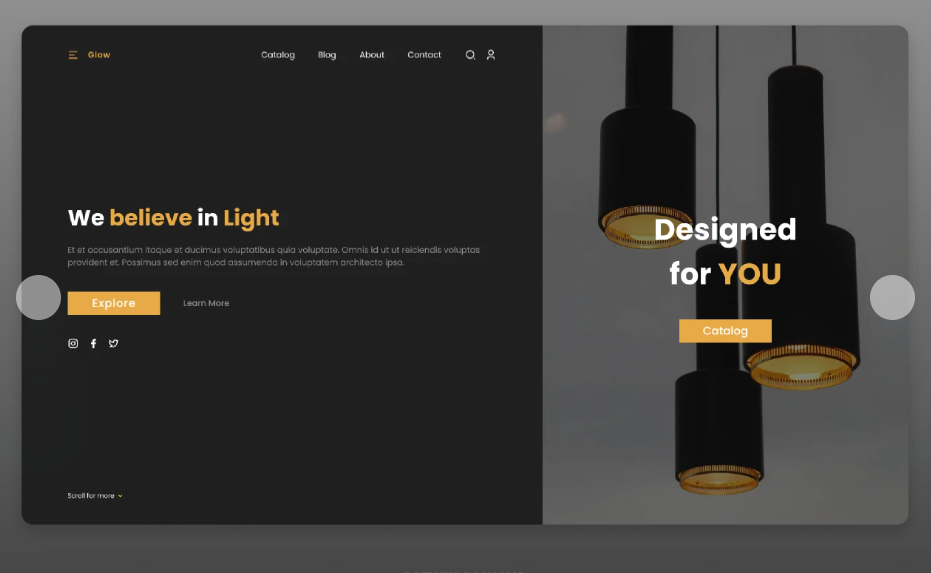 Glow
Catalog Blog About Contact
We believe in Light
Et et accusantium itaque et ducimus voluptatibus quia voluptate. Omnis id ut ut reiciendis voluptas
provident et. Possimus sed enim quod assumenda in voluptatem architecto ipsa.
Explore
Learn More
Scroll for more
Designed
for YOU
Catalog